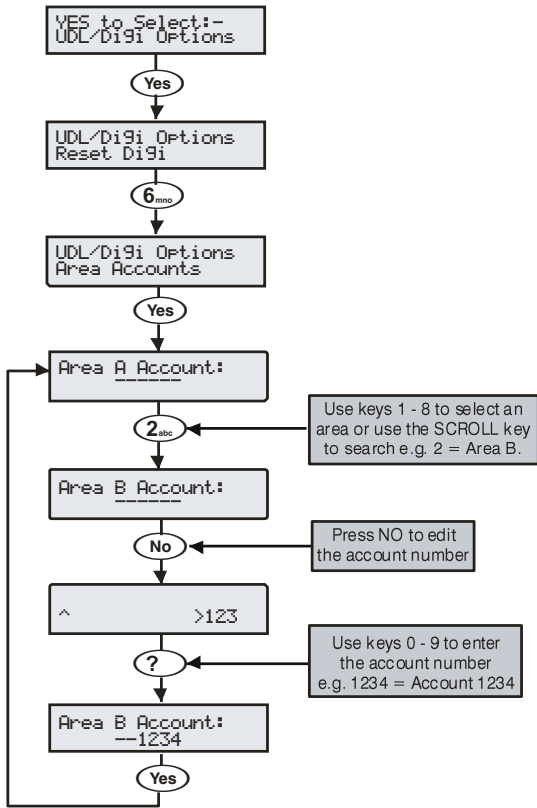 YES to Select:-
UDL/Digi Options
Yes
UDL/Digi Options
Reset Digi
6mno
UDL/Digi Options
Area Accounts
Yes
Area A Account:
------
2abc
Use keys 1 - 8 to select an
area or use the SCROLL key
to search e.g. 2 = Area B.
Area B Account:
------
No
Press NO to edit
the account number
^ >123
?
Use keys 0 - 9 to enter
the account number
e.g. 1234 = Account 1234
Area B Account:
--1234
Yes